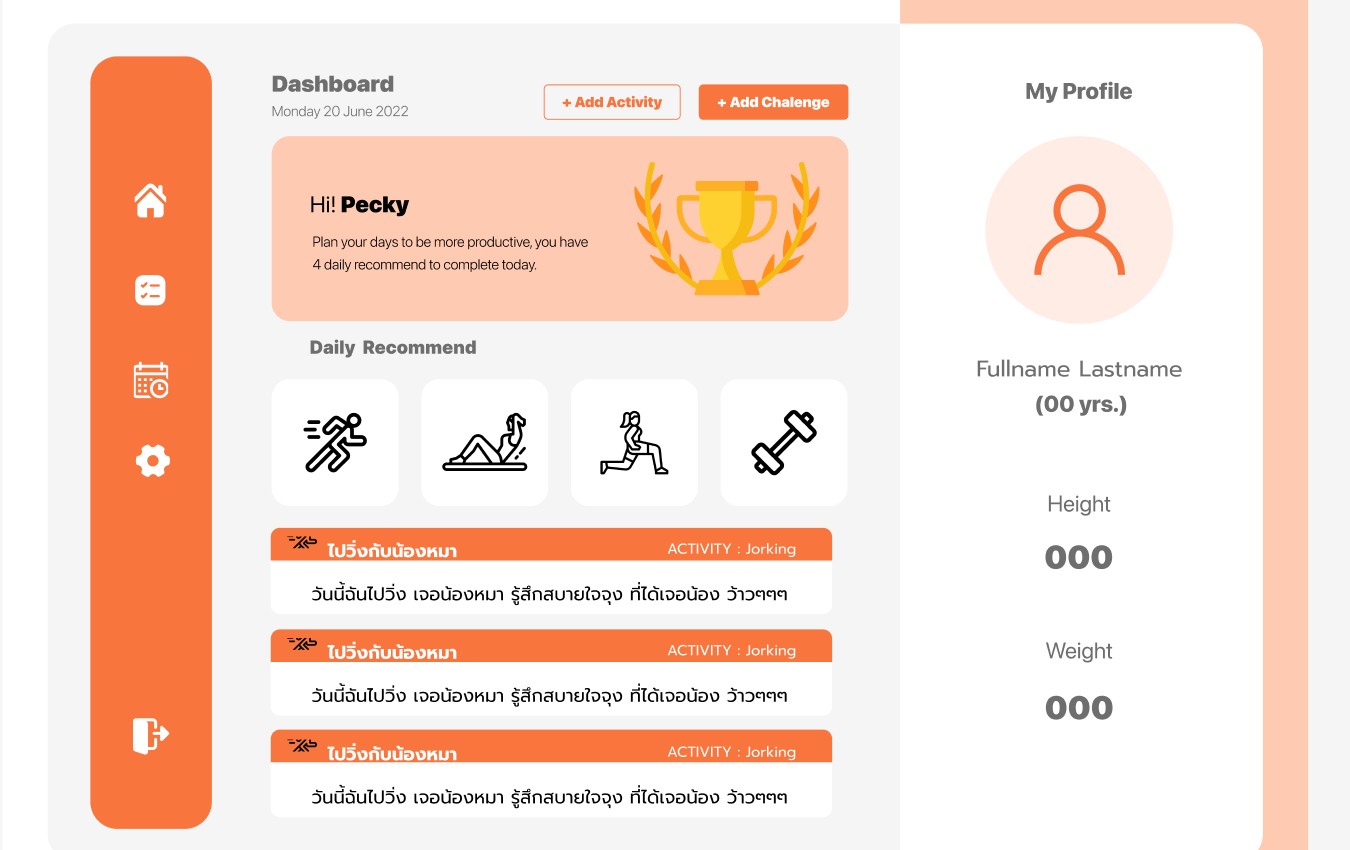 Dashboard
Monday 20 June 2022
+ Add Activity
+ Add Chalenge
Hi! Pecky
Plan your days to be more productive, you have
4 daily recommend to complete today.
Daily Recommend
ไปวิ่งกับน้องหมา
ACTIVITY : Jorking
วันนี้ฉันไปวิ่ง เจอน้องหมา รู้สึกสบายใจจุง ที่ได้เจอน้อง ว้าวๆๆๆ
ไปวิ่งกับน้องหมา
ACTIVITY : Jorking
วันนี้ฉันไปวิ่ง เจอน้องหมา รู้สึกสบายใจจุง ที่ได้เจอน้อง ว้าวๆๆๆ
ไปวิ่งกับน้องหมา
ACTIVITY : Jorking
วันนี้ฉันไปวิ่ง เจอน้องหมา รู้สึกสบายใจจุง ที่ได้เจอน้อง ว้าวๆๆๆ
My Profile
Fullname Lastname
(00 yrs.)
Height
000
Weight
000